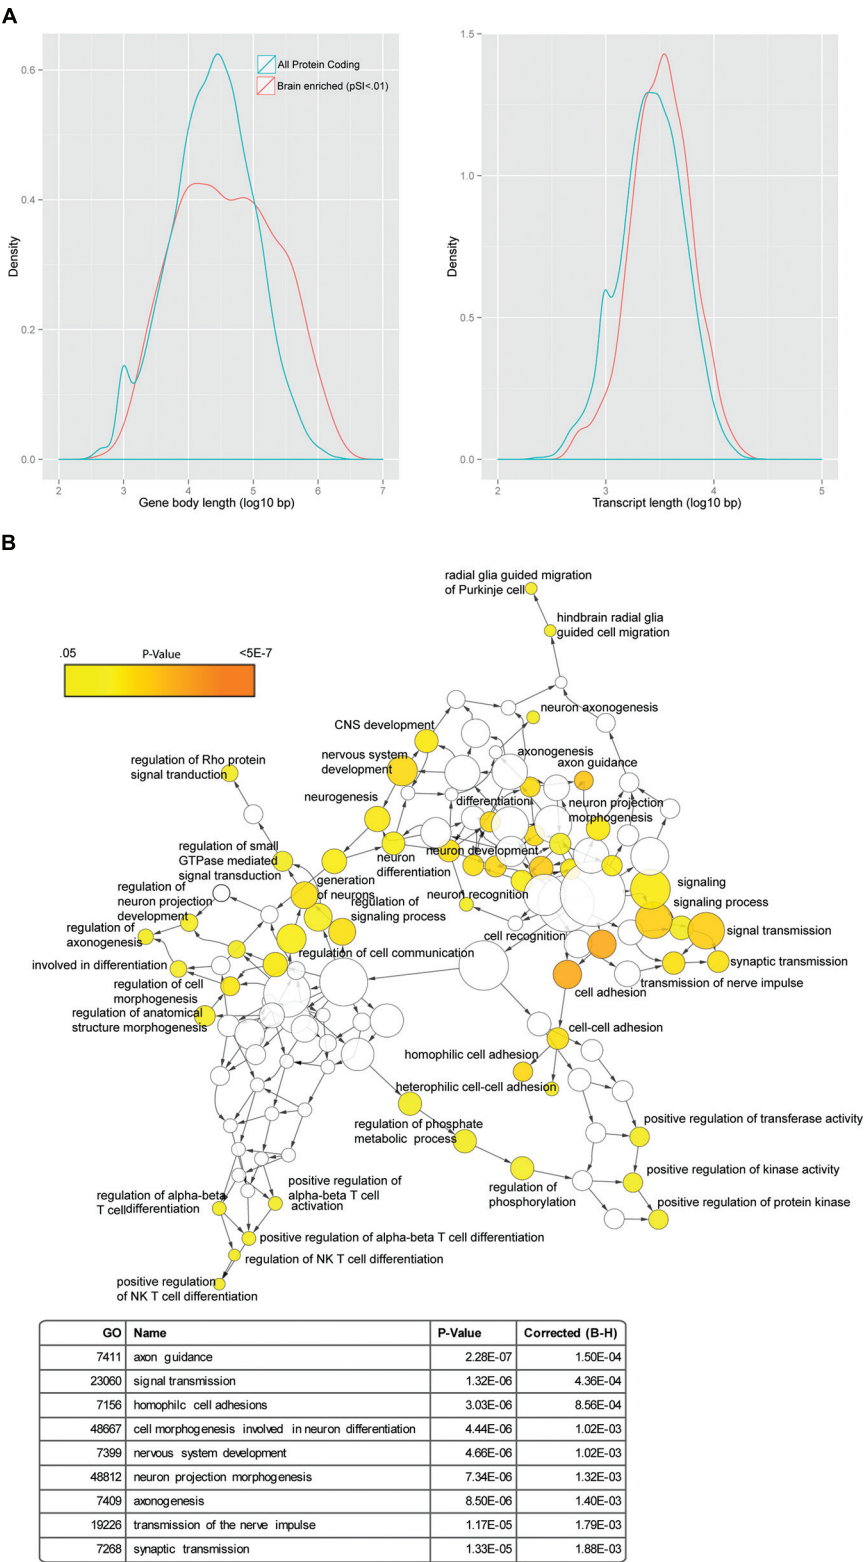 A
0.6
0.4
0.2
0.0
Density
All Protein Coding
Brain enriched (pSI<.01)
2 3 4 5 6 7
Gene body length (log10 bp)
1.5
1.0
0.5
0.0
Density
2 3 4 5
Transcript length (log10 bp)
B
radial glia guided migration
of Purkinje cell
hindbrain radial glia
guided cell migration
.05 P-Value <5E-7
neuron axonogenesis
CNS development
nervous system
development
axonogenesis
axon guidance
regulation of Rho protein
signal tranduction
neurogenesis
differentiation
neuron projection
morphogenesis
regulation of small
GTPase mediated
signal transduction
neuron
differentiation
neuron development
generation
of neurons
regulation of
neuron projection
development
regulation of
signaling process
neuron recognition
signaling
signaling process
regulation of
axonogenesis
signal transmission
cell recognition
regulation of cell communication
involved in differentiation
synaptic transmission
transmission of nerve impulse
regulation of cell
morphogenesis
cell adhesion
regulation of anatomical
structure morphogenesis
cell-cell adhesion
homophilic cell adhesion
heterophilic cell-cell adhesion
regulation of phosphate
metabolic process
positive regulation of transferase activity
positive regulation of kinase activity
regulation of
phosphorylation
positive regulation of protein kinase
regulation of alpha-beta
T celldifferentiation
positive regulation of
alpha-beta T cell
activation
positive regulation of alpha-beta T cell differentiation
regulation of NK T cell differentiation
positive regulation
of NK T cell differentiation
GO Name P-Value Corrected (B-H)
7411 axon guidance 2.28E-07 1.50E-04
23060 signal transmission 1.32E-06 4.36E-04
7156 homophilc cell adhesions 3.03E-06 8.56E-04
48667 cell morphogenesis involved in neuron differentiation 4.44E-06 1.02E-03
7399 nervous system development 4.66E-06 1.02E-03
48812 neuron projection morphogenesis 7.34E-06 1.32E-03
7409 axonogenesis 8.50E-06 1.40E-03
19226 transmission of the nerve impulse 1.17E-05 1.79E-03
7268 synaptic transmission 1.33E-05 1.88E-03